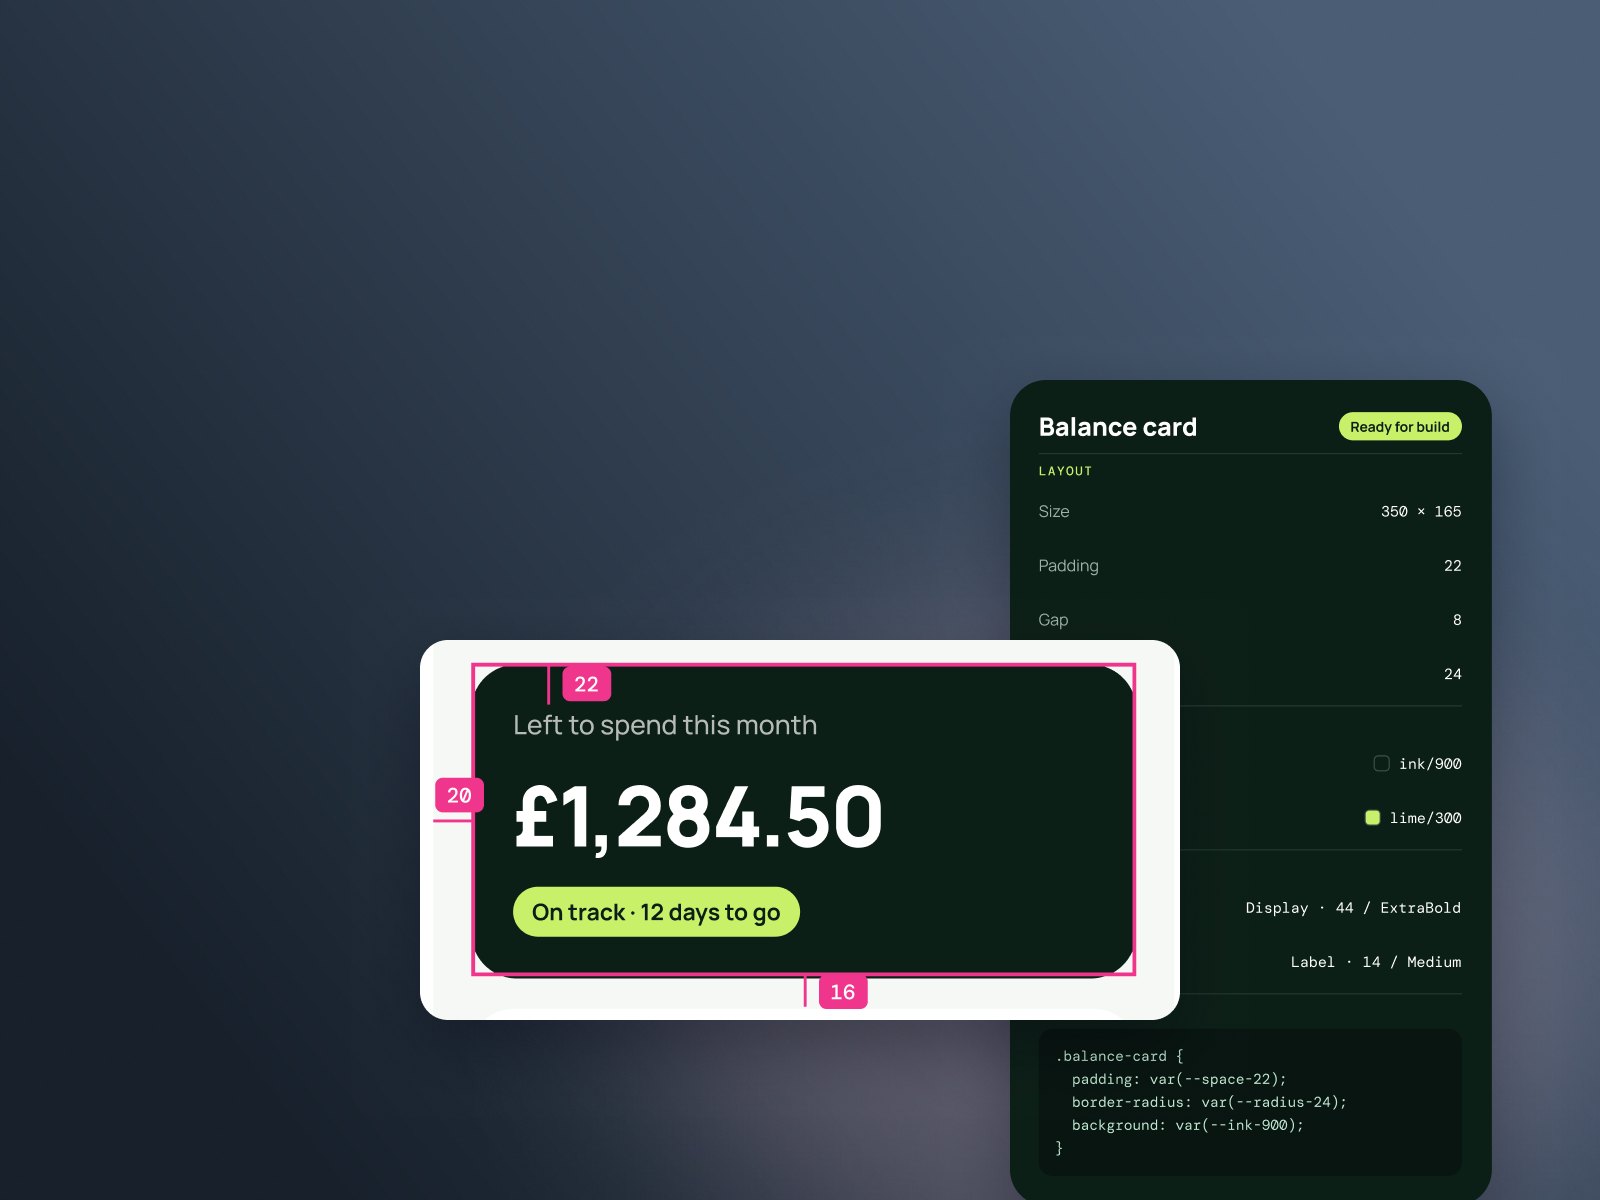 Balance card
Ready for build
LAYOUT
Size
350 × 165
Padding
22
Gap
8
24
ink/900
lime/300
Display · 44 / ExtraBold
Label · 14 / Medium
.balance-card {
padding: var(--space-22);
border-radius: var(--radius-24);
background: var(--ink-900);
}
22
Left to spend this month
20
£1,284.50
On track · 12 days to go
16